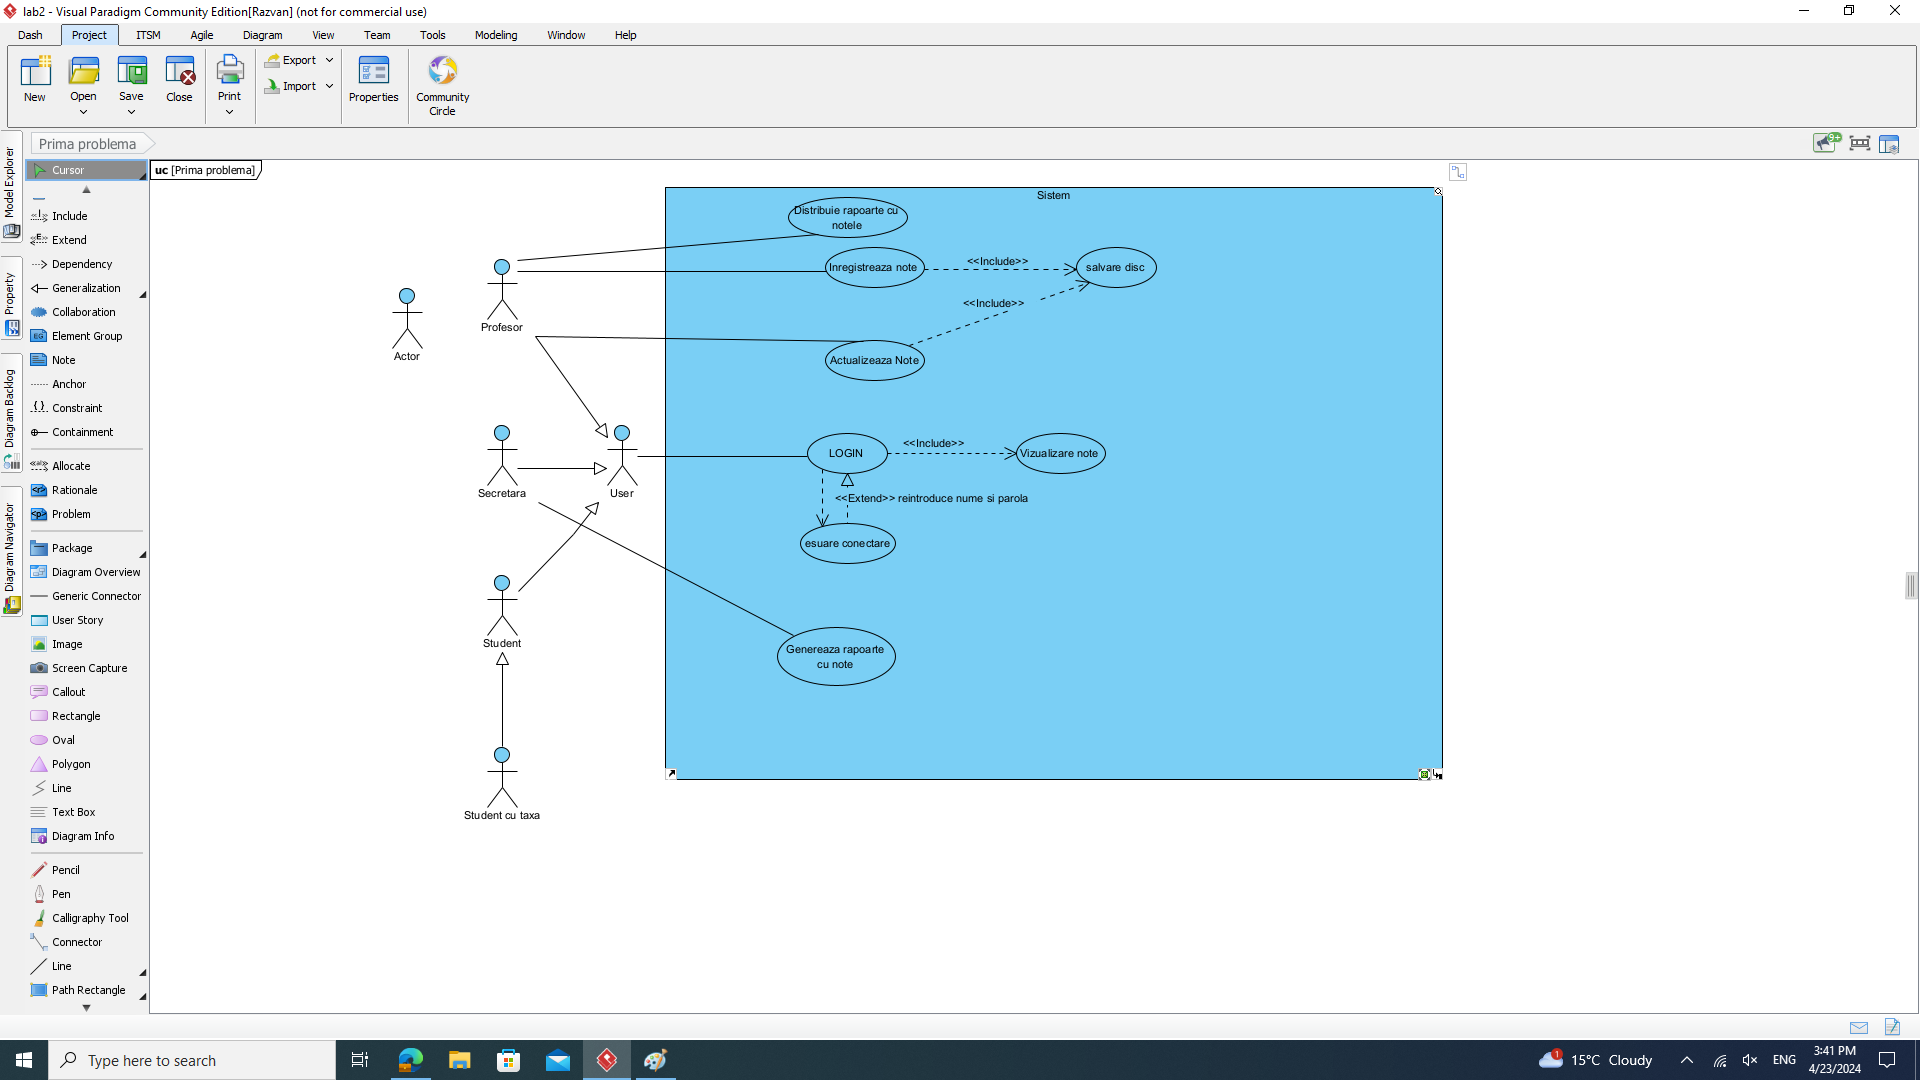 lab2 - Visual Paradigm Community Edition[Razvan] (not for commercial use)
Dash Project ITSM Agile Diagram View Team Tools Modeling Window Help
New
Open
Save
Close
Print
Export
Import
Properties
Community
Circle
Prima problema
9+
Model Explorer
Property
Diagram Backlog
Diagram Navigator
Cursor
Include
Extend
Dependency
Generalization
Collaboration
Element Group
Note
Anchor
Constraint
Containment
Allocate
Rationale
Problem
Package
Diagram Overview
Generic Connector
User Story
Image
Screen Capture
Callout
Rectangle
Oval
Polygon
Line
Text Box
Diagram Info
Pencil
Pen
Calligraphy Tool
Connector
Line
Path Rectangle
uc [Prima problema]
Sistem
Distribuie rapoarte cu
notele
Inregistreaza note
<<Include>>
salvare disc
<<Include>>
Actualizeaza Note
Actor
Profesor
Secretara
User
LOGIN
<<Include>>
Vizualizare note
<<Extend>> reintroduce nume si parola
esuare conectare
Genereaza rapoarte
cu note
Student
Student cu taxa
Type here to search
1
15°C Cloudy
ENG
3:41 PM
4/23/2024